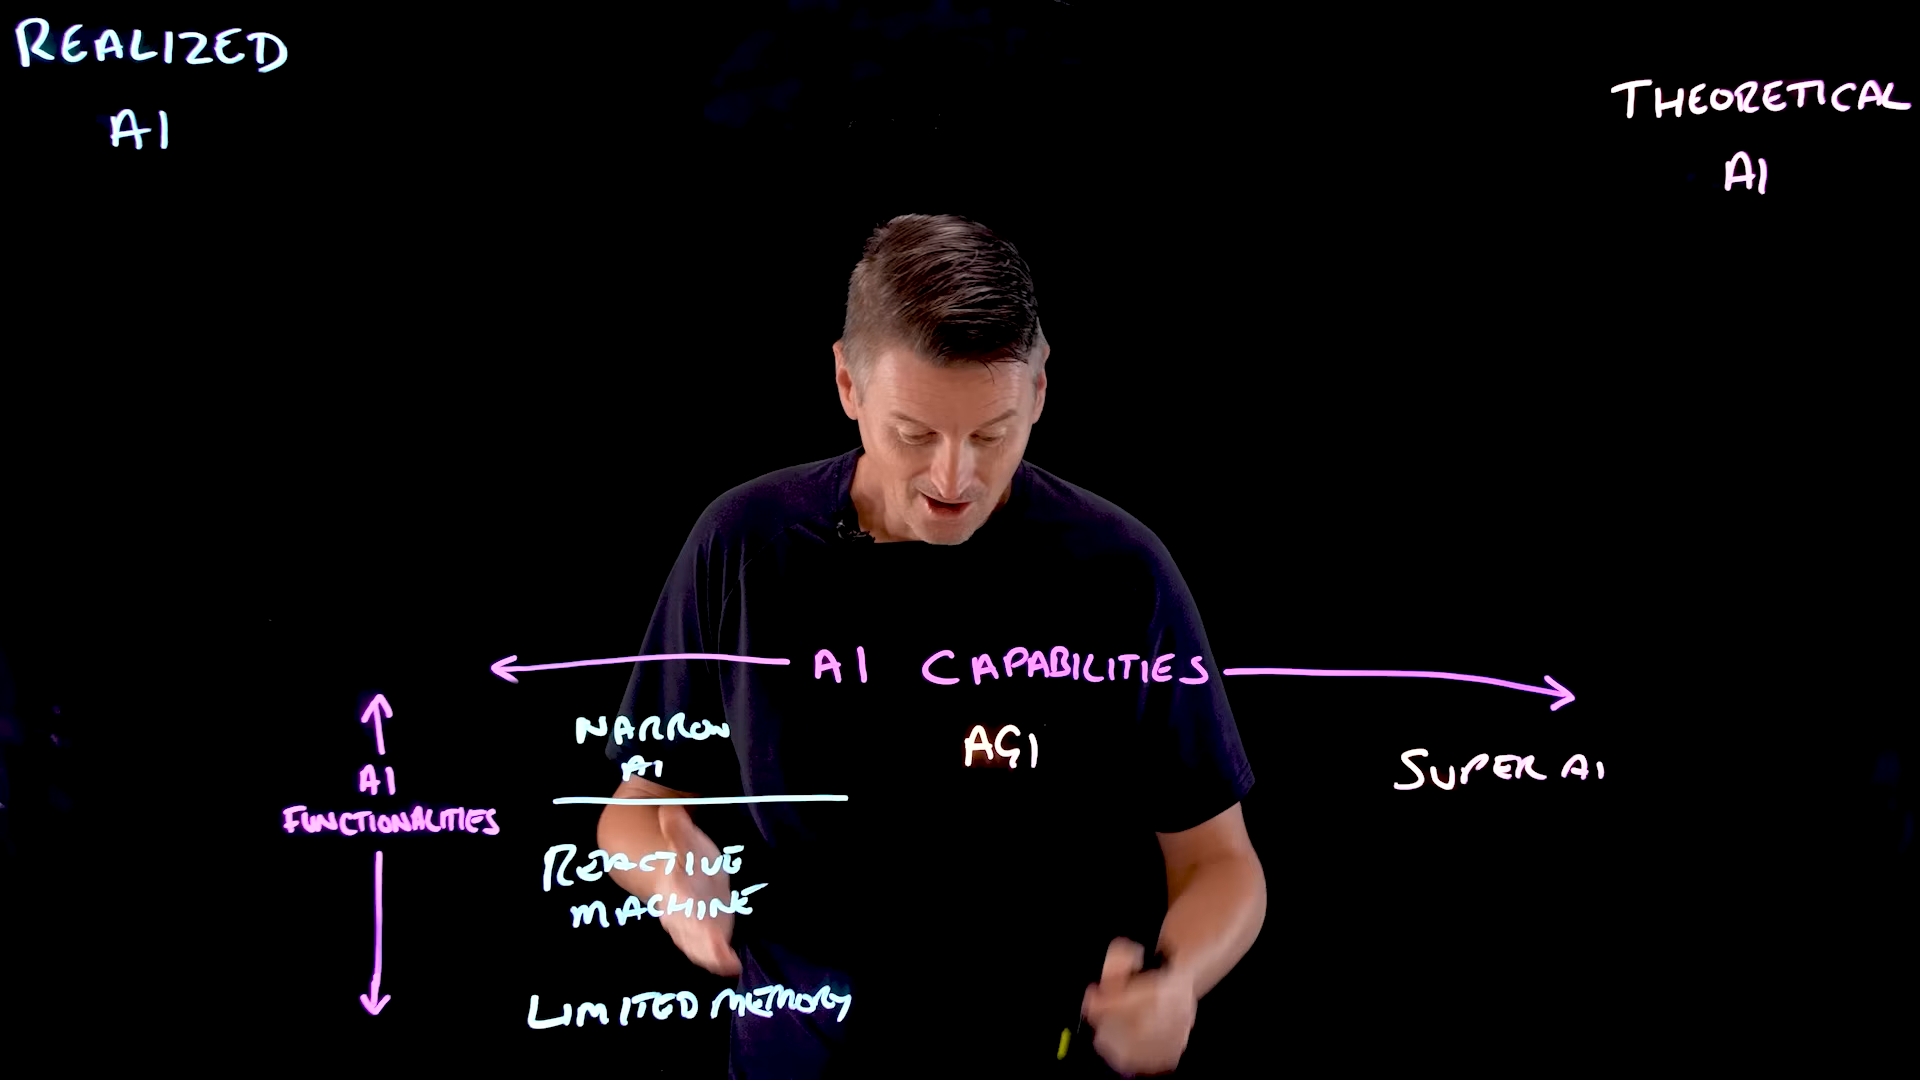 REALIZED
AI
THEORETICAL
AI
AI CAPABILITIES
NARROW
AI
AGI
SUPER AI
AI
FUNCTIONALITIES
REACTIVE
MACHINE
LIMITED MEMORY